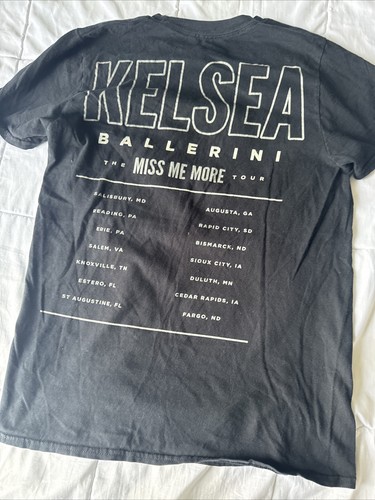 KELSEA
BALLERINI
THE MISS ME MORE TOUR
SALISBURY, MD
READING, PA
ERIE, PA
SALEM, VA
KNOXVILLE, TN
ESTERO, FL
ST AUGUSTINE, FL
AUGUSTA, GA
RAPID CITY, SD
BISMARCK, ND
SIOUX CITY, IA
DULUTH, MN
CEDAR RAPIDS, IA
FARGO, ND